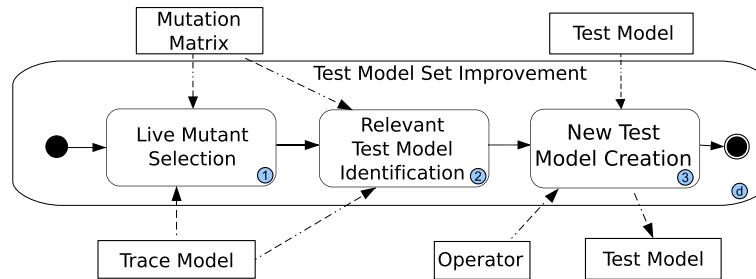 Mutation
Matrix
Test Model
Test Model Set Improvement
Live Mutant
Selection
1
Relevant
Test Model
Identification
2
New Test
Model Creation
3
d
Trace Model
Operator
Test Model